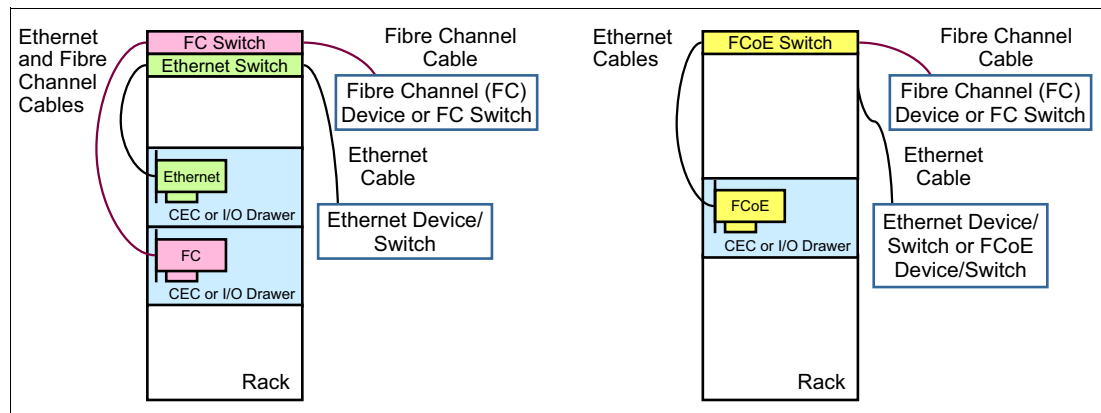 Ethernet
and Fibre
Channel
Cables
FC Switch
Ethernet Switch
Fibre Channel
Cable
Fibre Channel (FC)
Device or FC Switch
Ethernet
Cable
Ethernet Device/
Switch
Ethernet
CEC or I/O Drawer
FC
CEC or I/O Drawer
Rack
Ethernet
Cables
FCoE Switch
Fibre Channel
Cable
Fibre Channel (FC)
Device or FC Switch
Ethernet
Cable
Ethernet Device/
Switch or FCoE
Device/Switch
FCoE
CEC or I/O Drawer
Rack